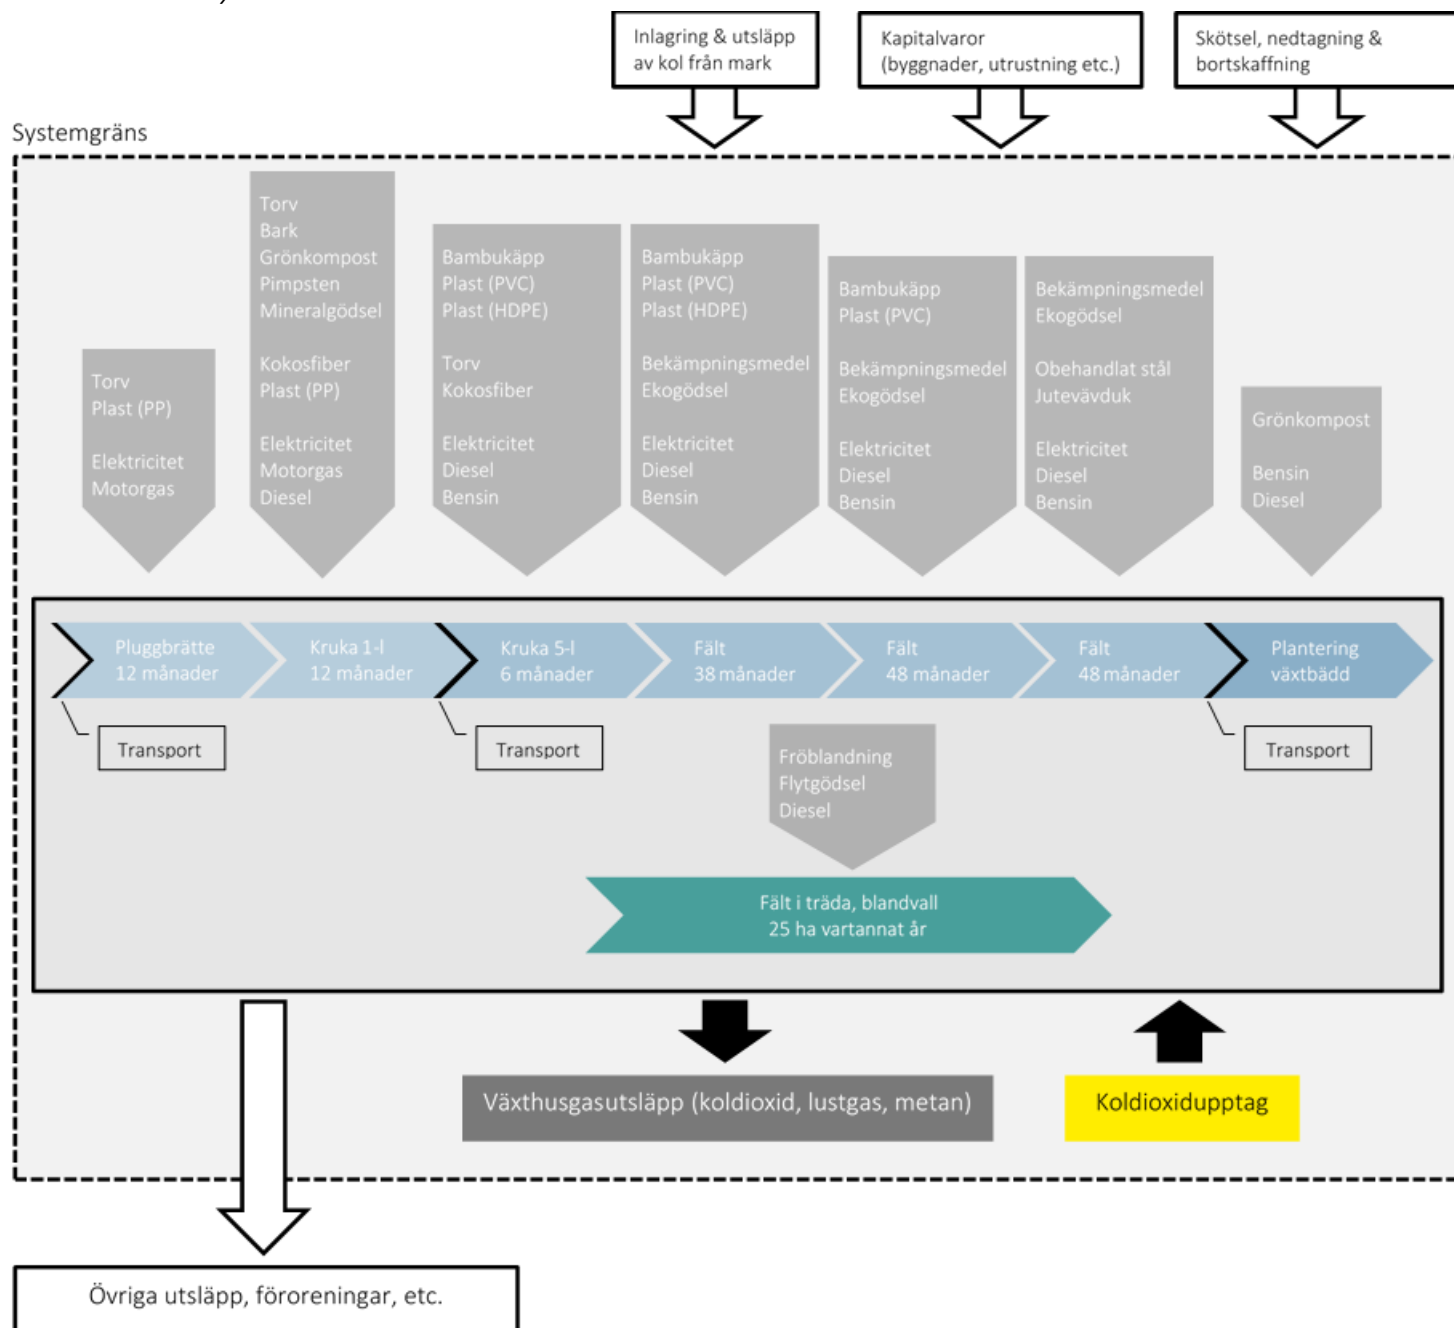 Inlagring & utsläpp
av kol från mark
Kapitalvaror
(byggnader, utrustning etc.)
Skötsel, nedtagning &
bortskaffning
Systemgräns
Torv
Plast (PP)
Elektricitet
Motorgas
Torv
Bark
Grönkompost
Pimpsten
Mineralgödsel
Kokosfiber
Plast (PP)
Elektricitet
Motorgas
Diesel
Bambukäpp
Plast (PVC)
Plast (HDPE)
Torv
Kokosfiber
Elektricitet
Diesel
Bensin
Bambukäpp
Plast (PVC)
Plast (HDPE)
Bekämpningsmedel
Ekogödsel
Elektricitet
Diesel
Bensin
Bambukäpp
Plast (PVC)
Bekämpningsmedel
Ekogödsel
Elektricitet
Diesel
Bensin
Bekämpningsmedel
Ekogödsel
Obehandlat stål
Jutevävduk
Elektricitet
Diesel
Bensin
Grönkompost
Bensin
Diesel
Pluggbrätte
12 månader
Kruka 1-l
12 månader
Kruka 5-l
6 månader
Fält
38 månader
Fält
48 månader
Fält
48 månader
Plantering
växtbädd
Transport
Transport
Transport
Fröblandning
Flytgödsel
Diesel
Fält i träda, blandvall
25 ha vartannat år
Växthusgasutsläpp (koldioxid, lustgas, metan)
Koldioxidupptag
Övriga utsläpp, föroreningar, etc.